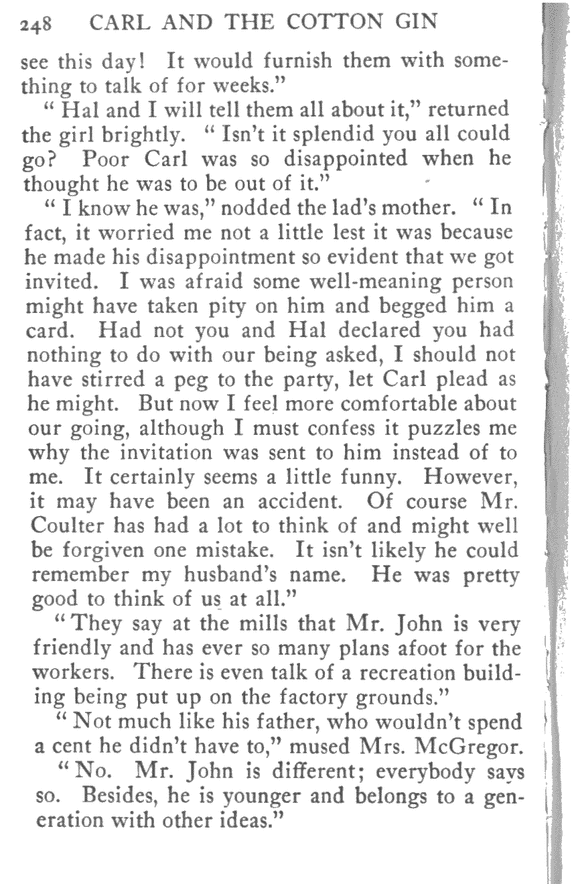 248 CARL AND THE COTTON GIN
see this day! It would furnish them with some-
thing to talk of for weeks.”
“ Hal and I will tell them all about it,” returned
the girl brightly. “ Isn’t it splendid you all could
go? Poor Carl was so disappointed when he
thought he was to be out of it.”
“ I know he was,” nodded the lad’s mother. “ In
fact, it worried me not a little lest it was because
he made his disappointment so evident that we got
invited. I was afraid some well-meaning person
might have taken pity on him and begged him a
card. Had not you and Hal declared you had
nothing to do with our being asked, I should not
have stirred a peg to the party, let Carl plead as
he might. But now I feel more comfortable about
our going, although I must confess it puzzles me
why the invitation was sent to him instead of to
me. It certainly seems a little funny. However,
it may have been an accident. Of course Mr.
Coulter has had a lot to think of and might well
be forgiven one mistake. It isn’t likely he could
remember my husband’s name. He was pretty
good to think of us at all.”
“ They say at the mills that Mr. John is very
friendly and has ever so many plans afoot for the
workers. There is even talk of a recreation build-
ing being put up on the factory grounds.”
“ Not much like his father, who wouldn’t spend
a cent he didn’t have to,” mused Mrs. McGregor.
“ No. Mr. John is different; everybody says
so. Besides, he is younger and belongs to a gen-
eration with other ideas.”